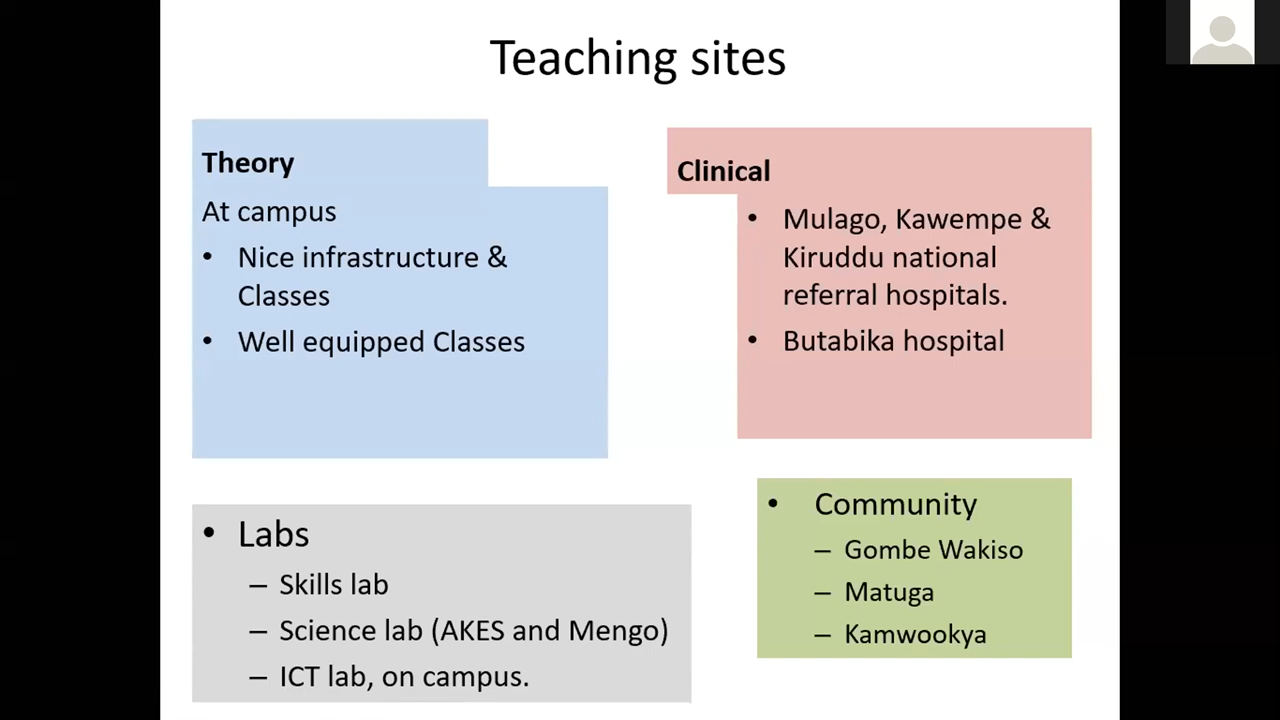 Teaching sites
Theory
At campus
• Nice infrastructure &
Classes
• Well equipped Classes
Clinical
• Mulago, Kawempe &
Kiruddu national
referral hospitals.
• Butabika hospital
• Labs
– Skills lab
– Science lab (AKES and Mengo)
– ICT lab, on campus.
• Community
– Gombe Wakiso
– Matuga
– Kamwookya